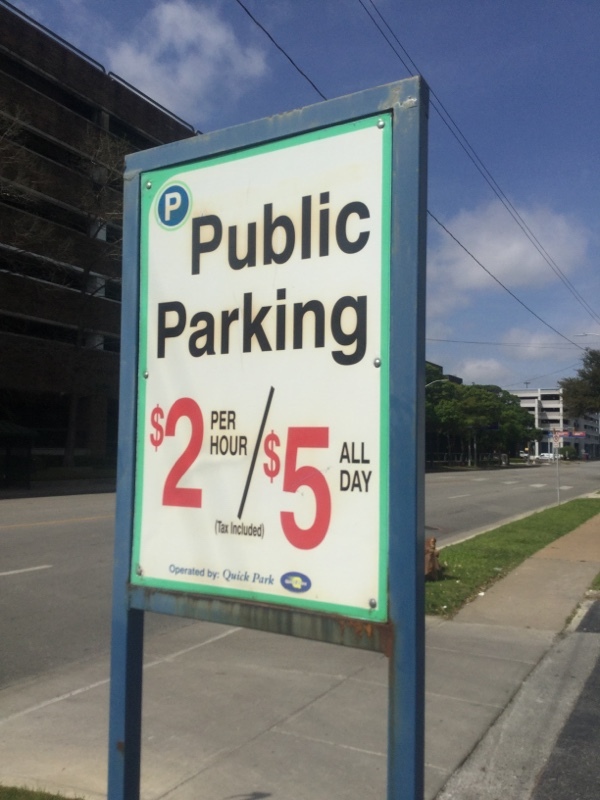 P
Public
Parking
$2 PER HOUR / $5 ALL DAY
(Tax Included)
Operated by: Quick Park